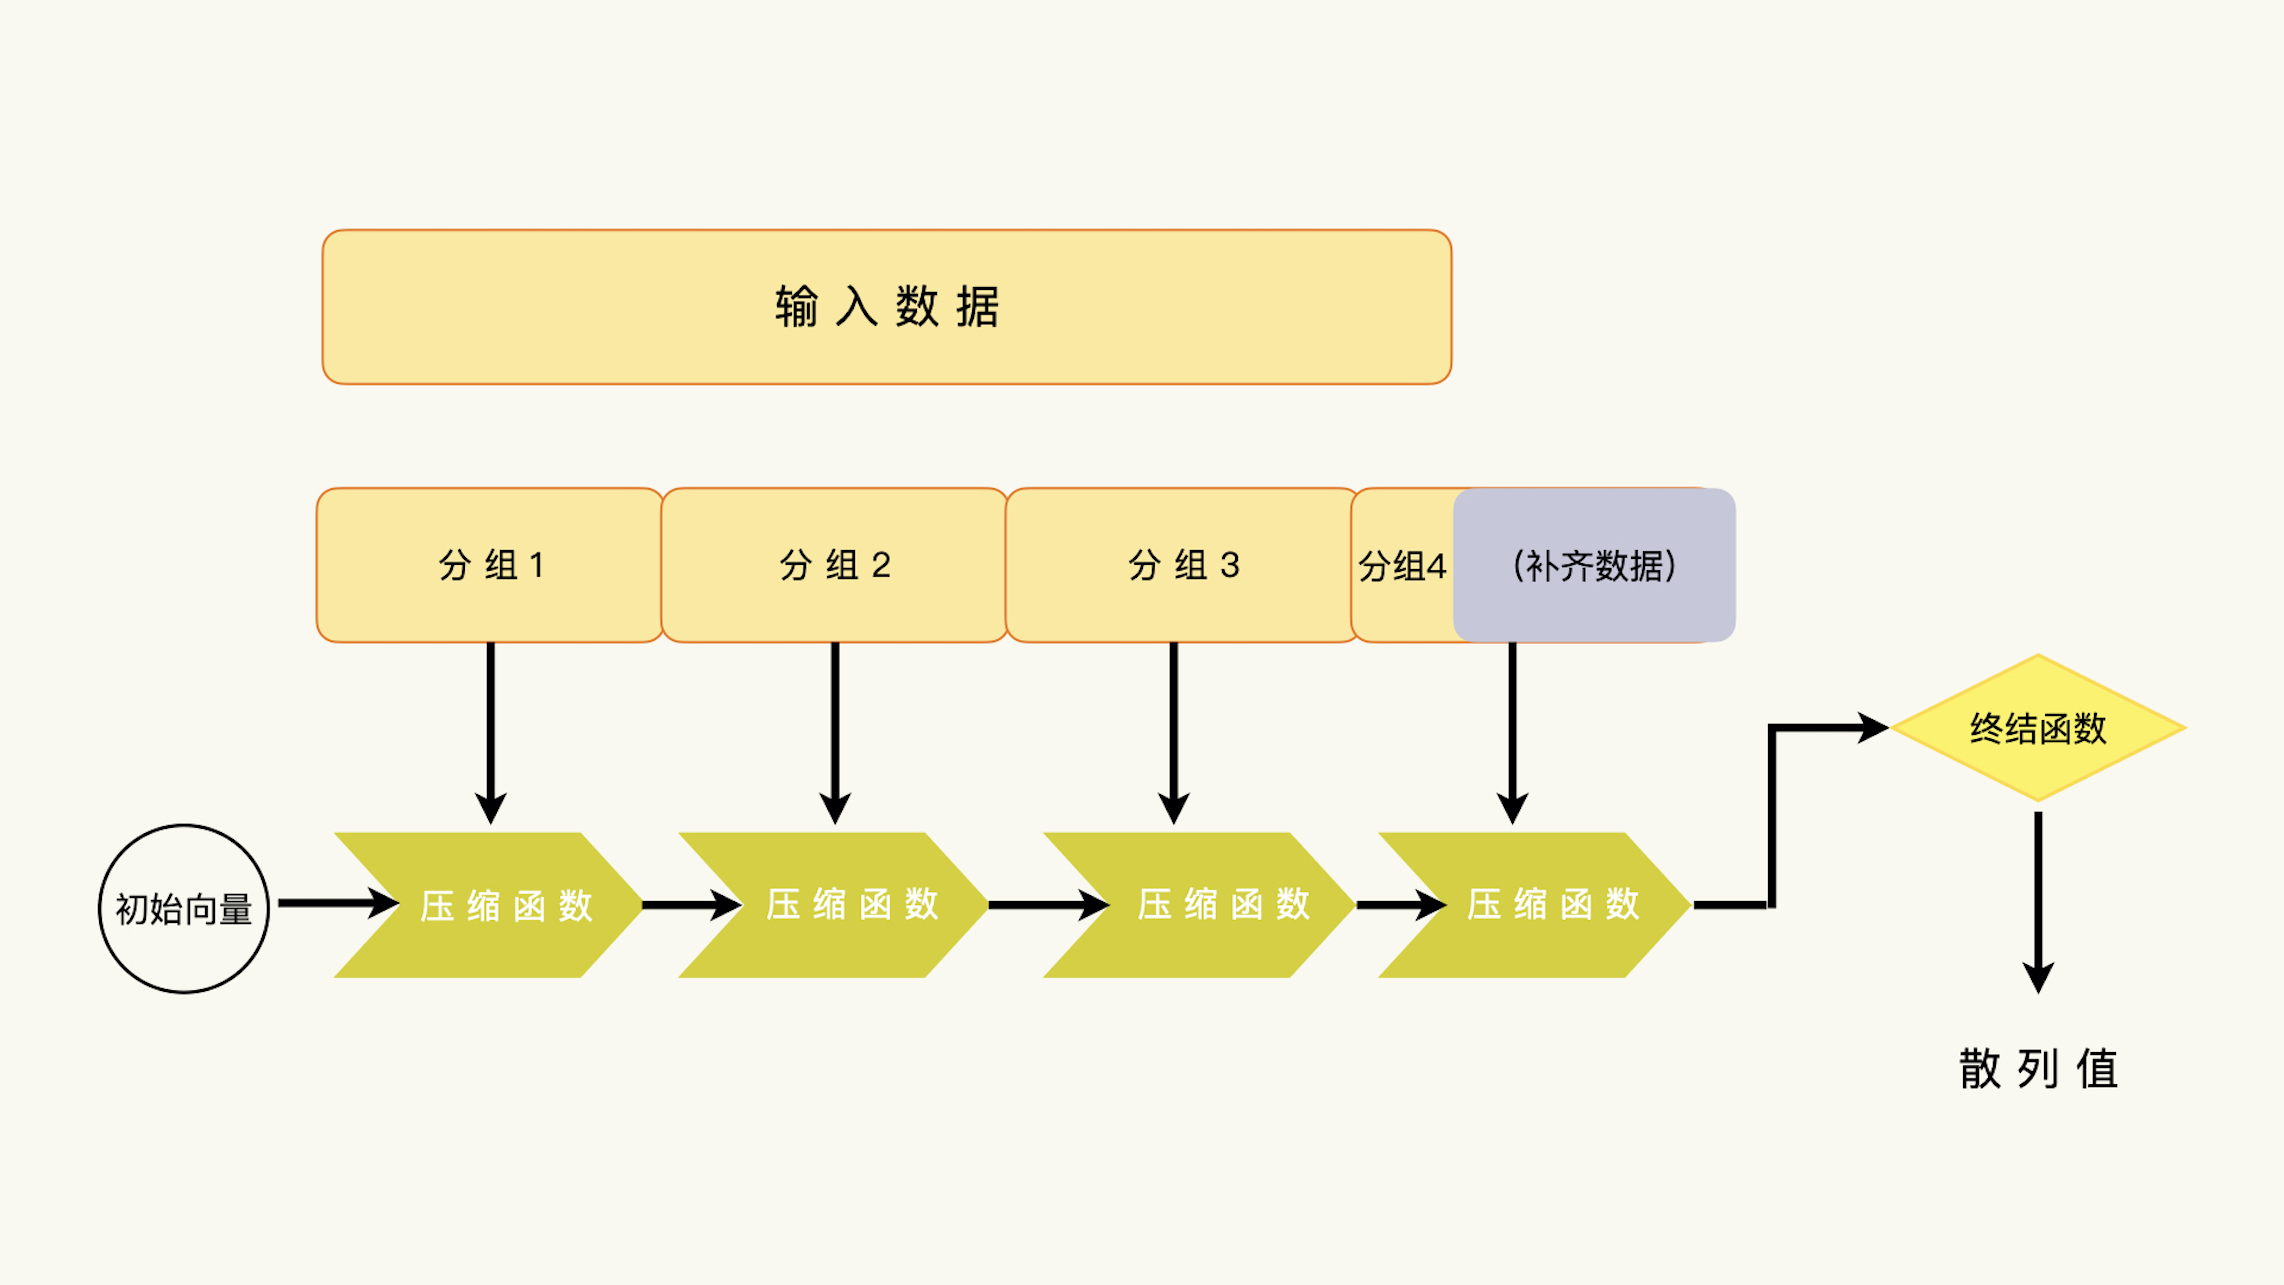 输入数据
分组1
分组2
分组3
分组4
（补齐数据）
终结函数
初始向量
压缩函数
压缩函数
压缩函数
压缩函数
散列值